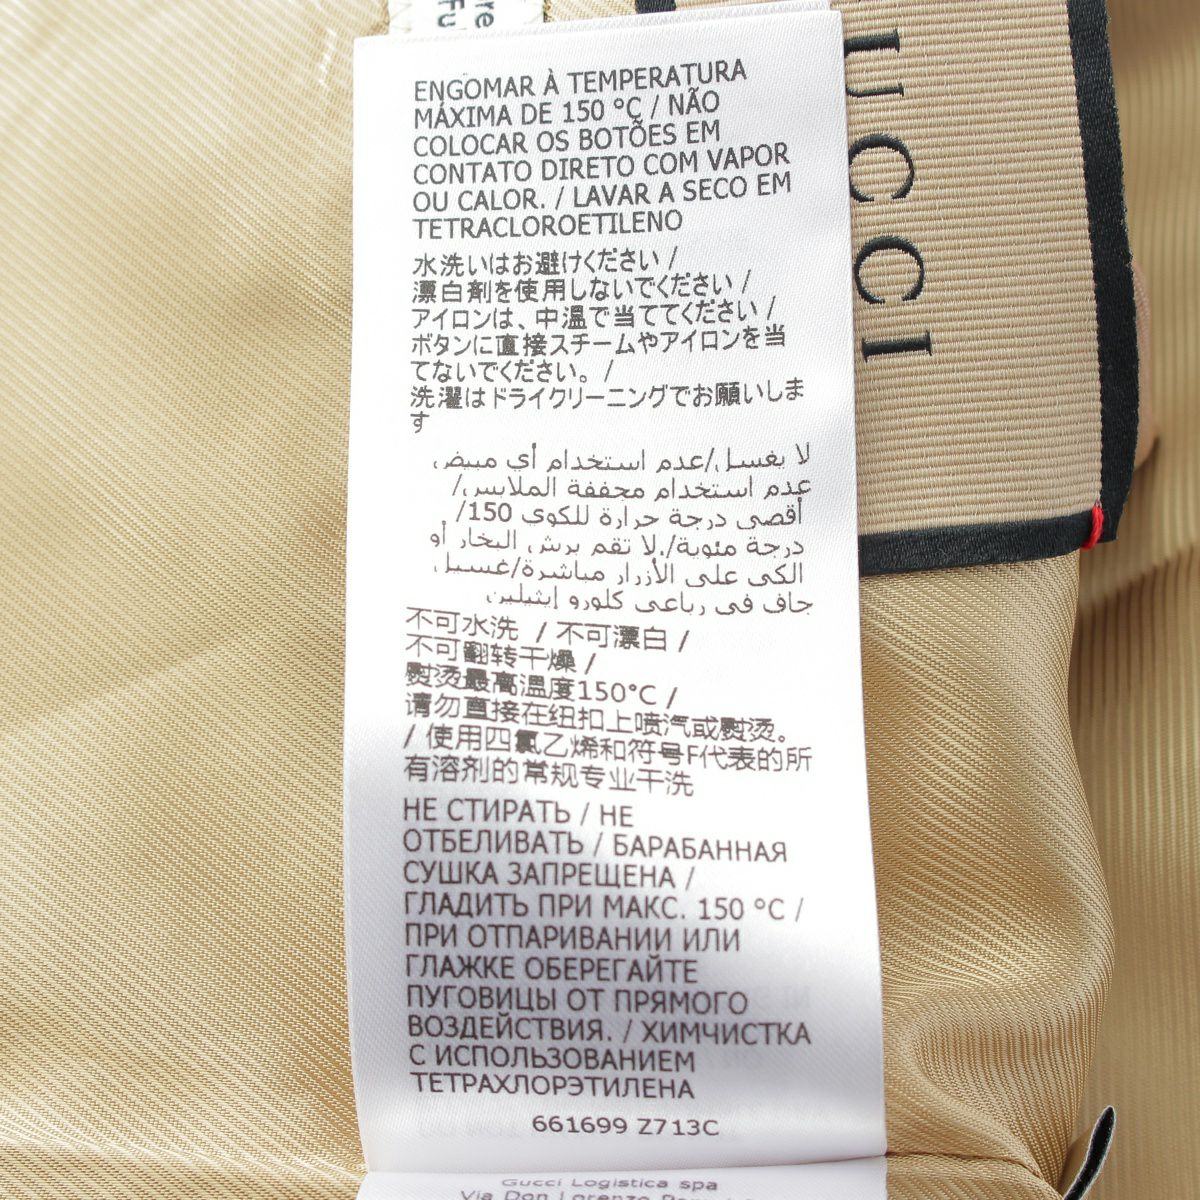 ENGOMAR À TEMPERATURA
MÁXIMA DE 150 °C / NÃO
COLOCAR OS BOTÕES EM
CONTATO DIRETO COM VAPOR
OU CALOR. / LAVAR A SECO EM
TETRACLOROETILENO
水洗いはお避けください /
漂白剤を使用しないでください /
アイロンは、中温で当ててください /
ボタンに直接スチームやアイロンを当
てないでください。 /
洗濯はドライクリーニングでお願いしま
す
لا يغسل/عدم استخدام أي مبيض
عدم استخدام مجففة الملابس/
أقصى درجة حرارة للكوى 150/
درجة مئوية/.لا تقم برش البخار أو
الكى على الأزرار مباشرة/غسيل
جاف فى رباعى كلورو إيثيلين
不可水洗 / 不可漂白 /
不可翻转干燥 /
熨烫最高温度150°C /
请勿直接在纽扣上喷汽或熨烫。
/ 使用四氯乙烯和符号F代表的所
有溶剂的常规专业干洗
НЕ СТИРАТЬ / НЕ
ОТБЕЛИВАТЬ / БАРАБАННАЯ
СУШКА ЗАПРЕЩЕНА /
ГЛАДИТЬ ПРИ МАКС. 150 °C /
ПРИ ОТПАРИВАНИИ ИЛИ
ГЛАЖКЕ ОБЕРЕГАЙТЕ
ПУГОВИЦЫ ОТ ПРЯМОГО
ВОЗДЕЙСТВИЯ. / ХИМЧИСТКА
С ИСПОЛЬЗОВАНИЕМ
ТЕТРАХЛОРЭТИЛЕНА
661699 Z713C
Gucci Logistica spa
Via Don Lorenzo
UCCI